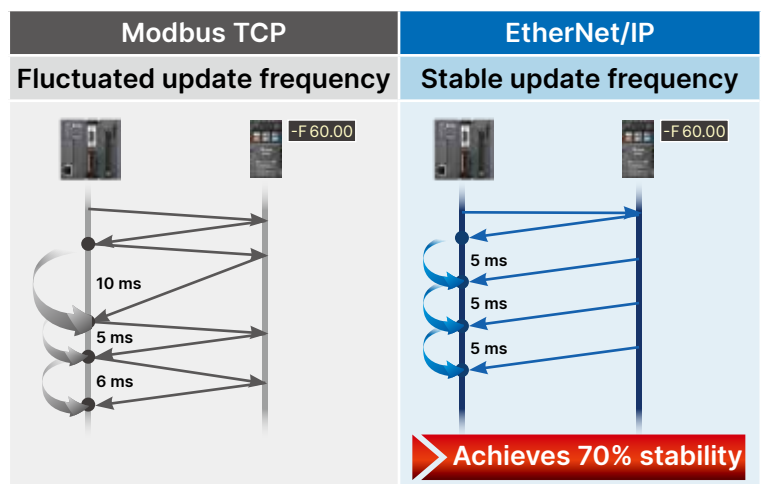 Modbus TCP
Fluctuated update frequency
-F 60.00
10 ms
5 ms
6 ms
EtherNet/IP
Stable update frequency
-F 60.00
5 ms
5 ms
5 ms
Achieves 70% stability